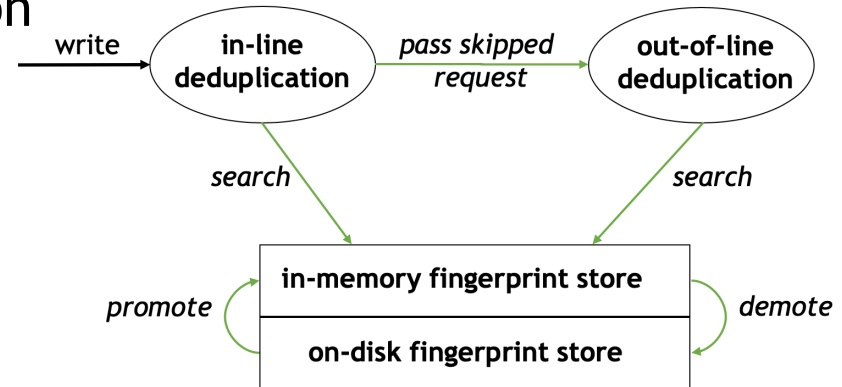 on
write
in-line
deduplication
pass skipped
request
out-of-line
deduplication
search
search
in-memory fingerprint store
promote
demote
on-disk fingerprint store